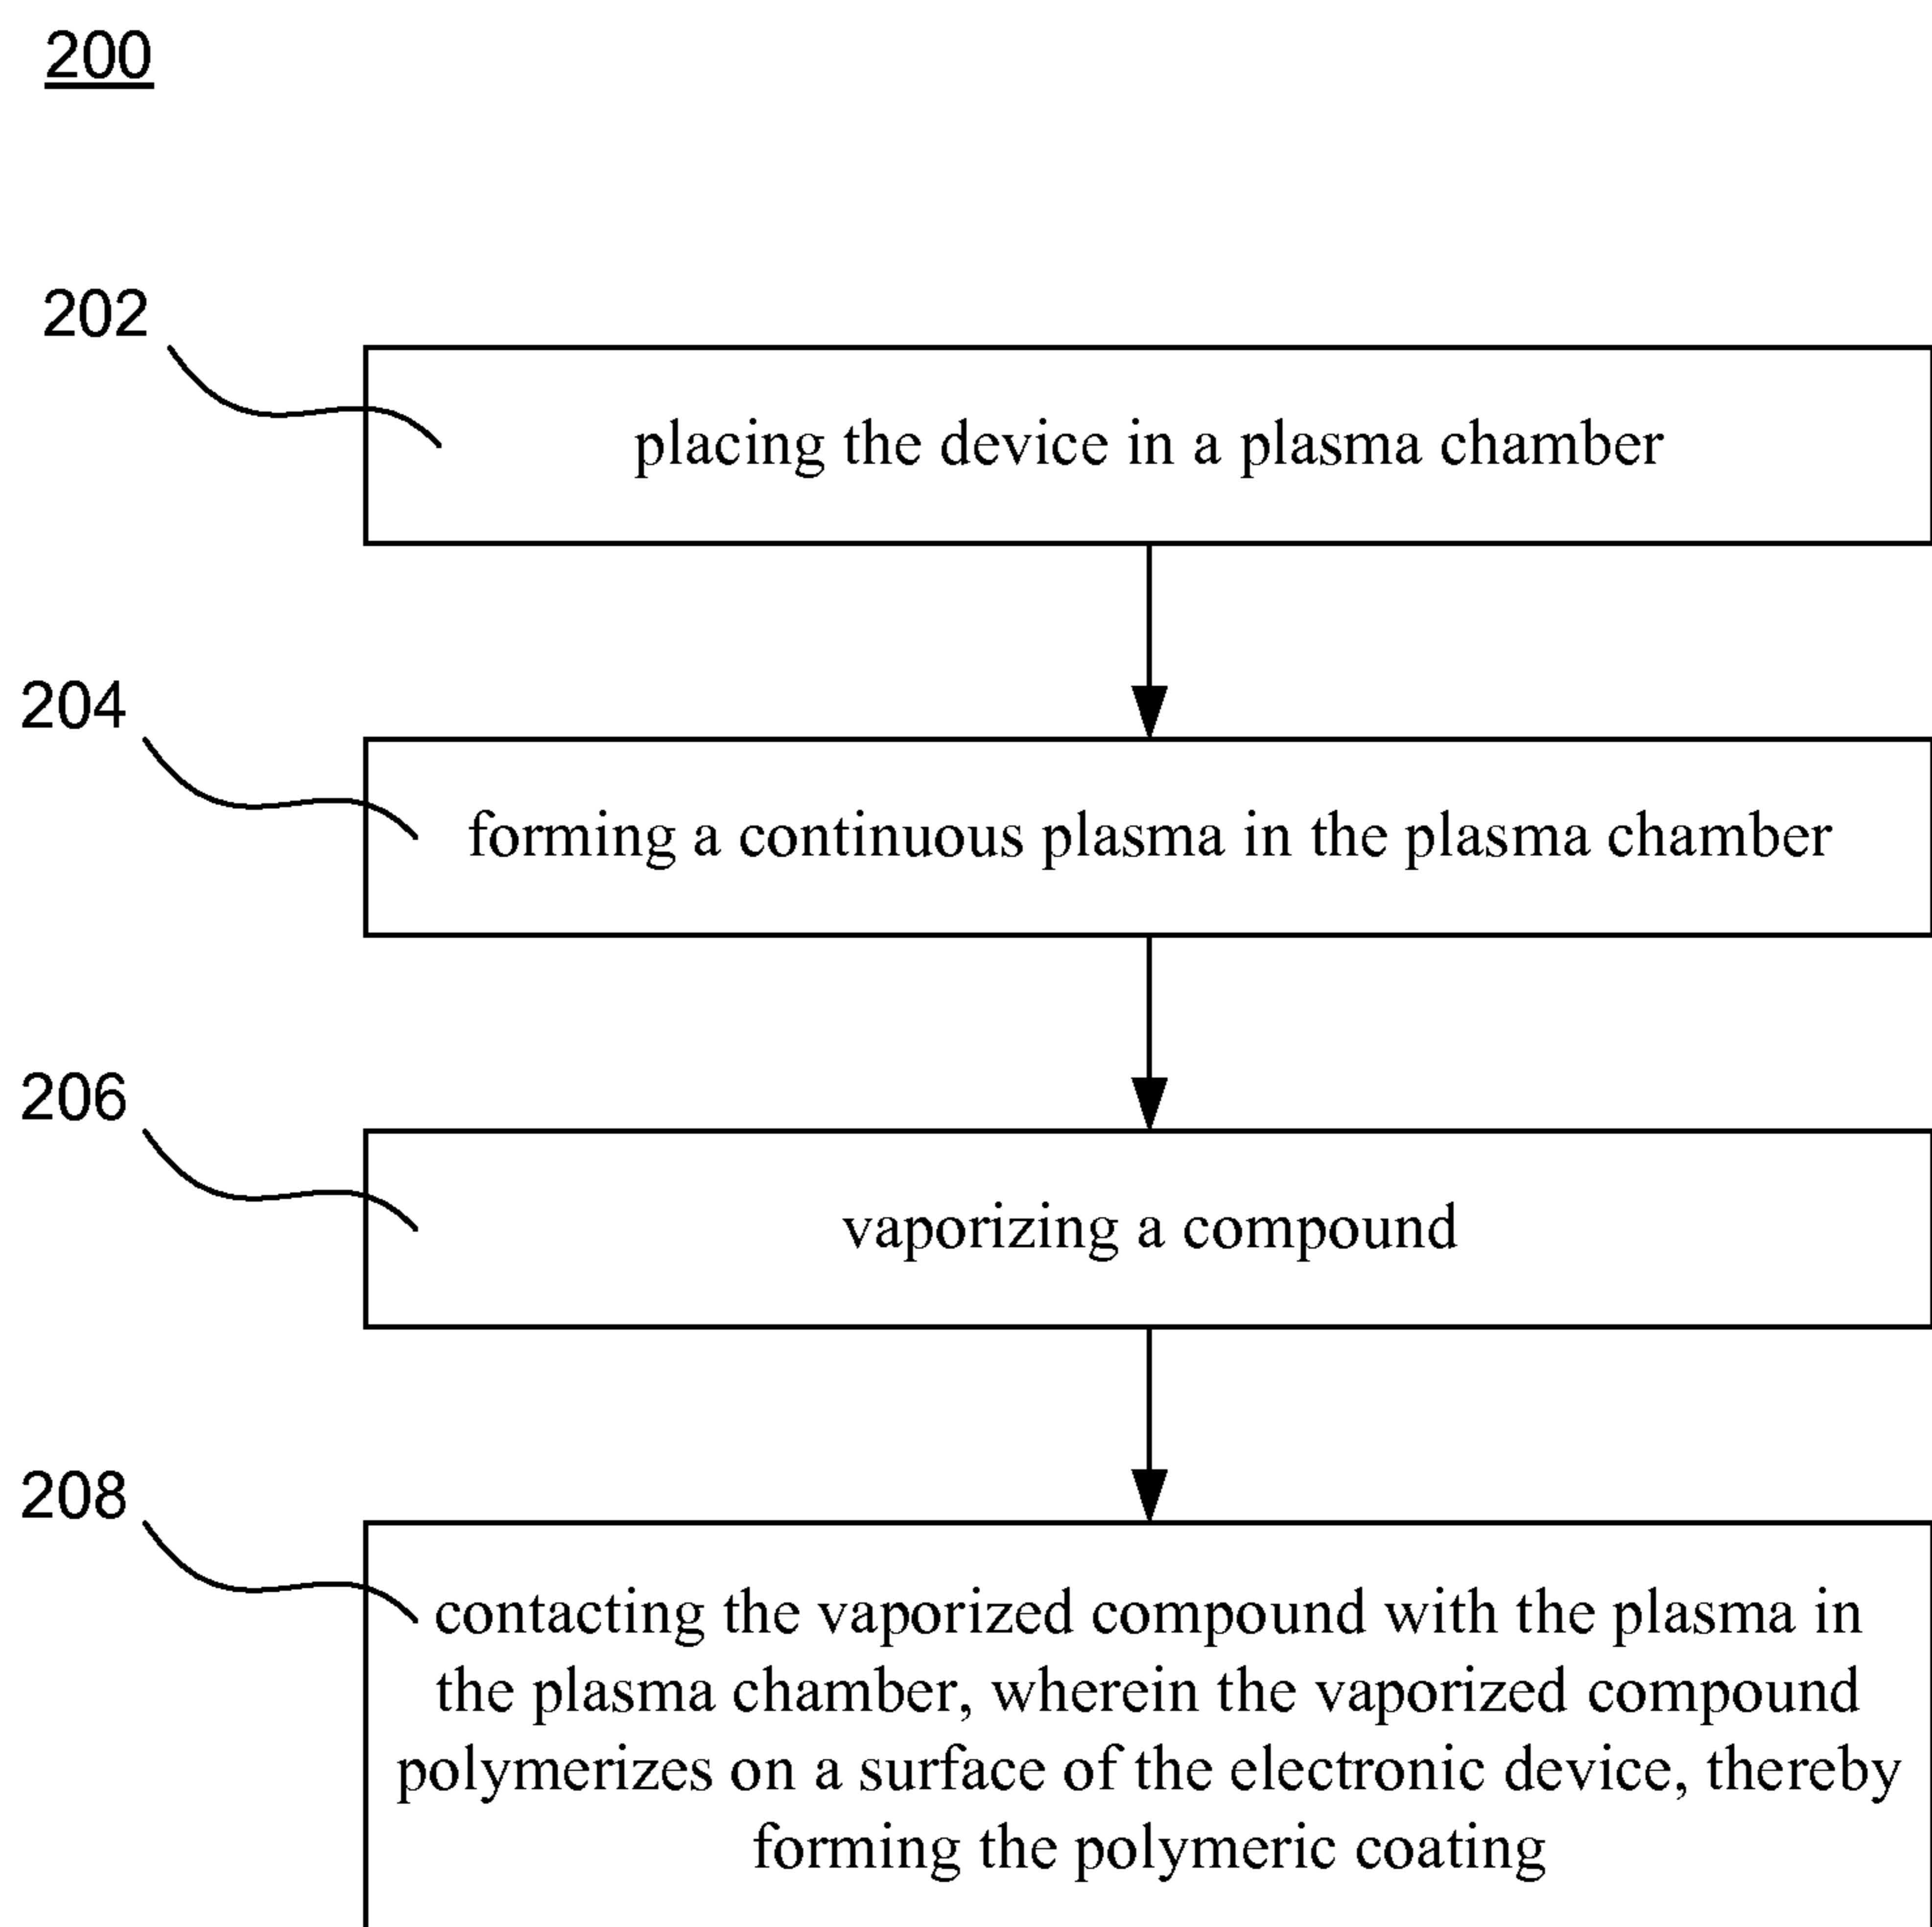 200
202
placing the device in a plasma chamber
204
forming a continuous plasma in the plasma chamber
206
vaporizing a compound
208
contacting the vaporized compound with the plasma in
the plasma chamber, wherein the vaporized compound
polymerizes on a surface of the electronic device, thereby
forming the polymeric coating